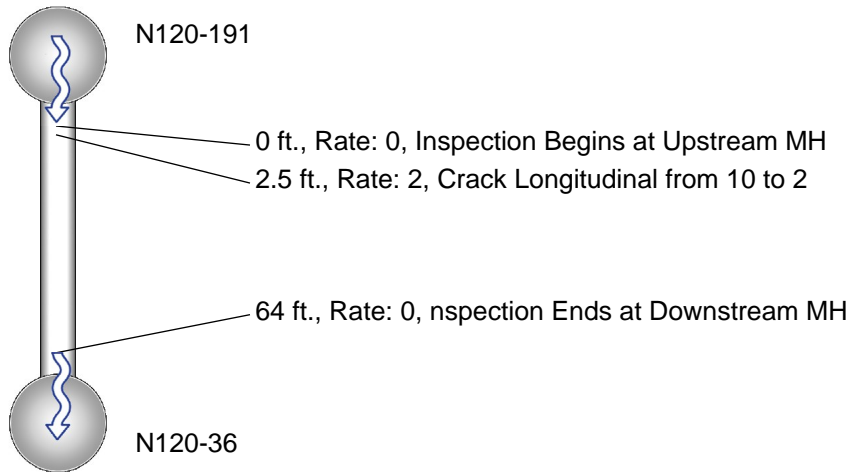 N120-191
0 ft., Rate: 0, Inspection Begins at Upstream MH
2.5 ft., Rate: 2, Crack Longitudinal from 10 to 2
64 ft., Rate: 0, nspection Ends at Downstream MH
N120-36